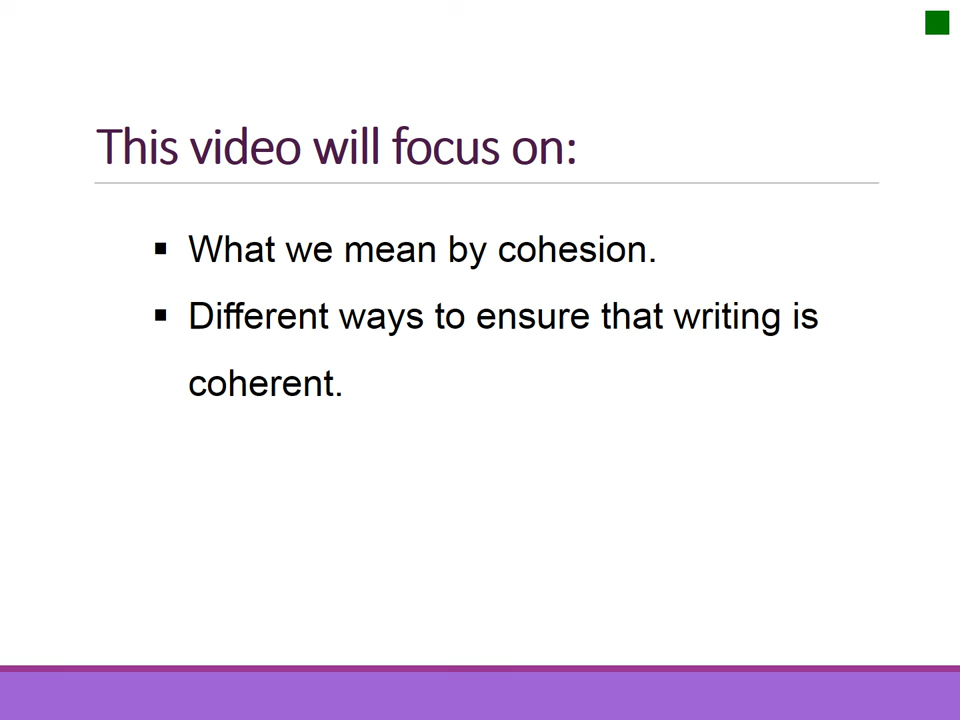 This video will focus on:
▪ What we mean by cohesion.
▪ Different ways to ensure that writing is
coherent.